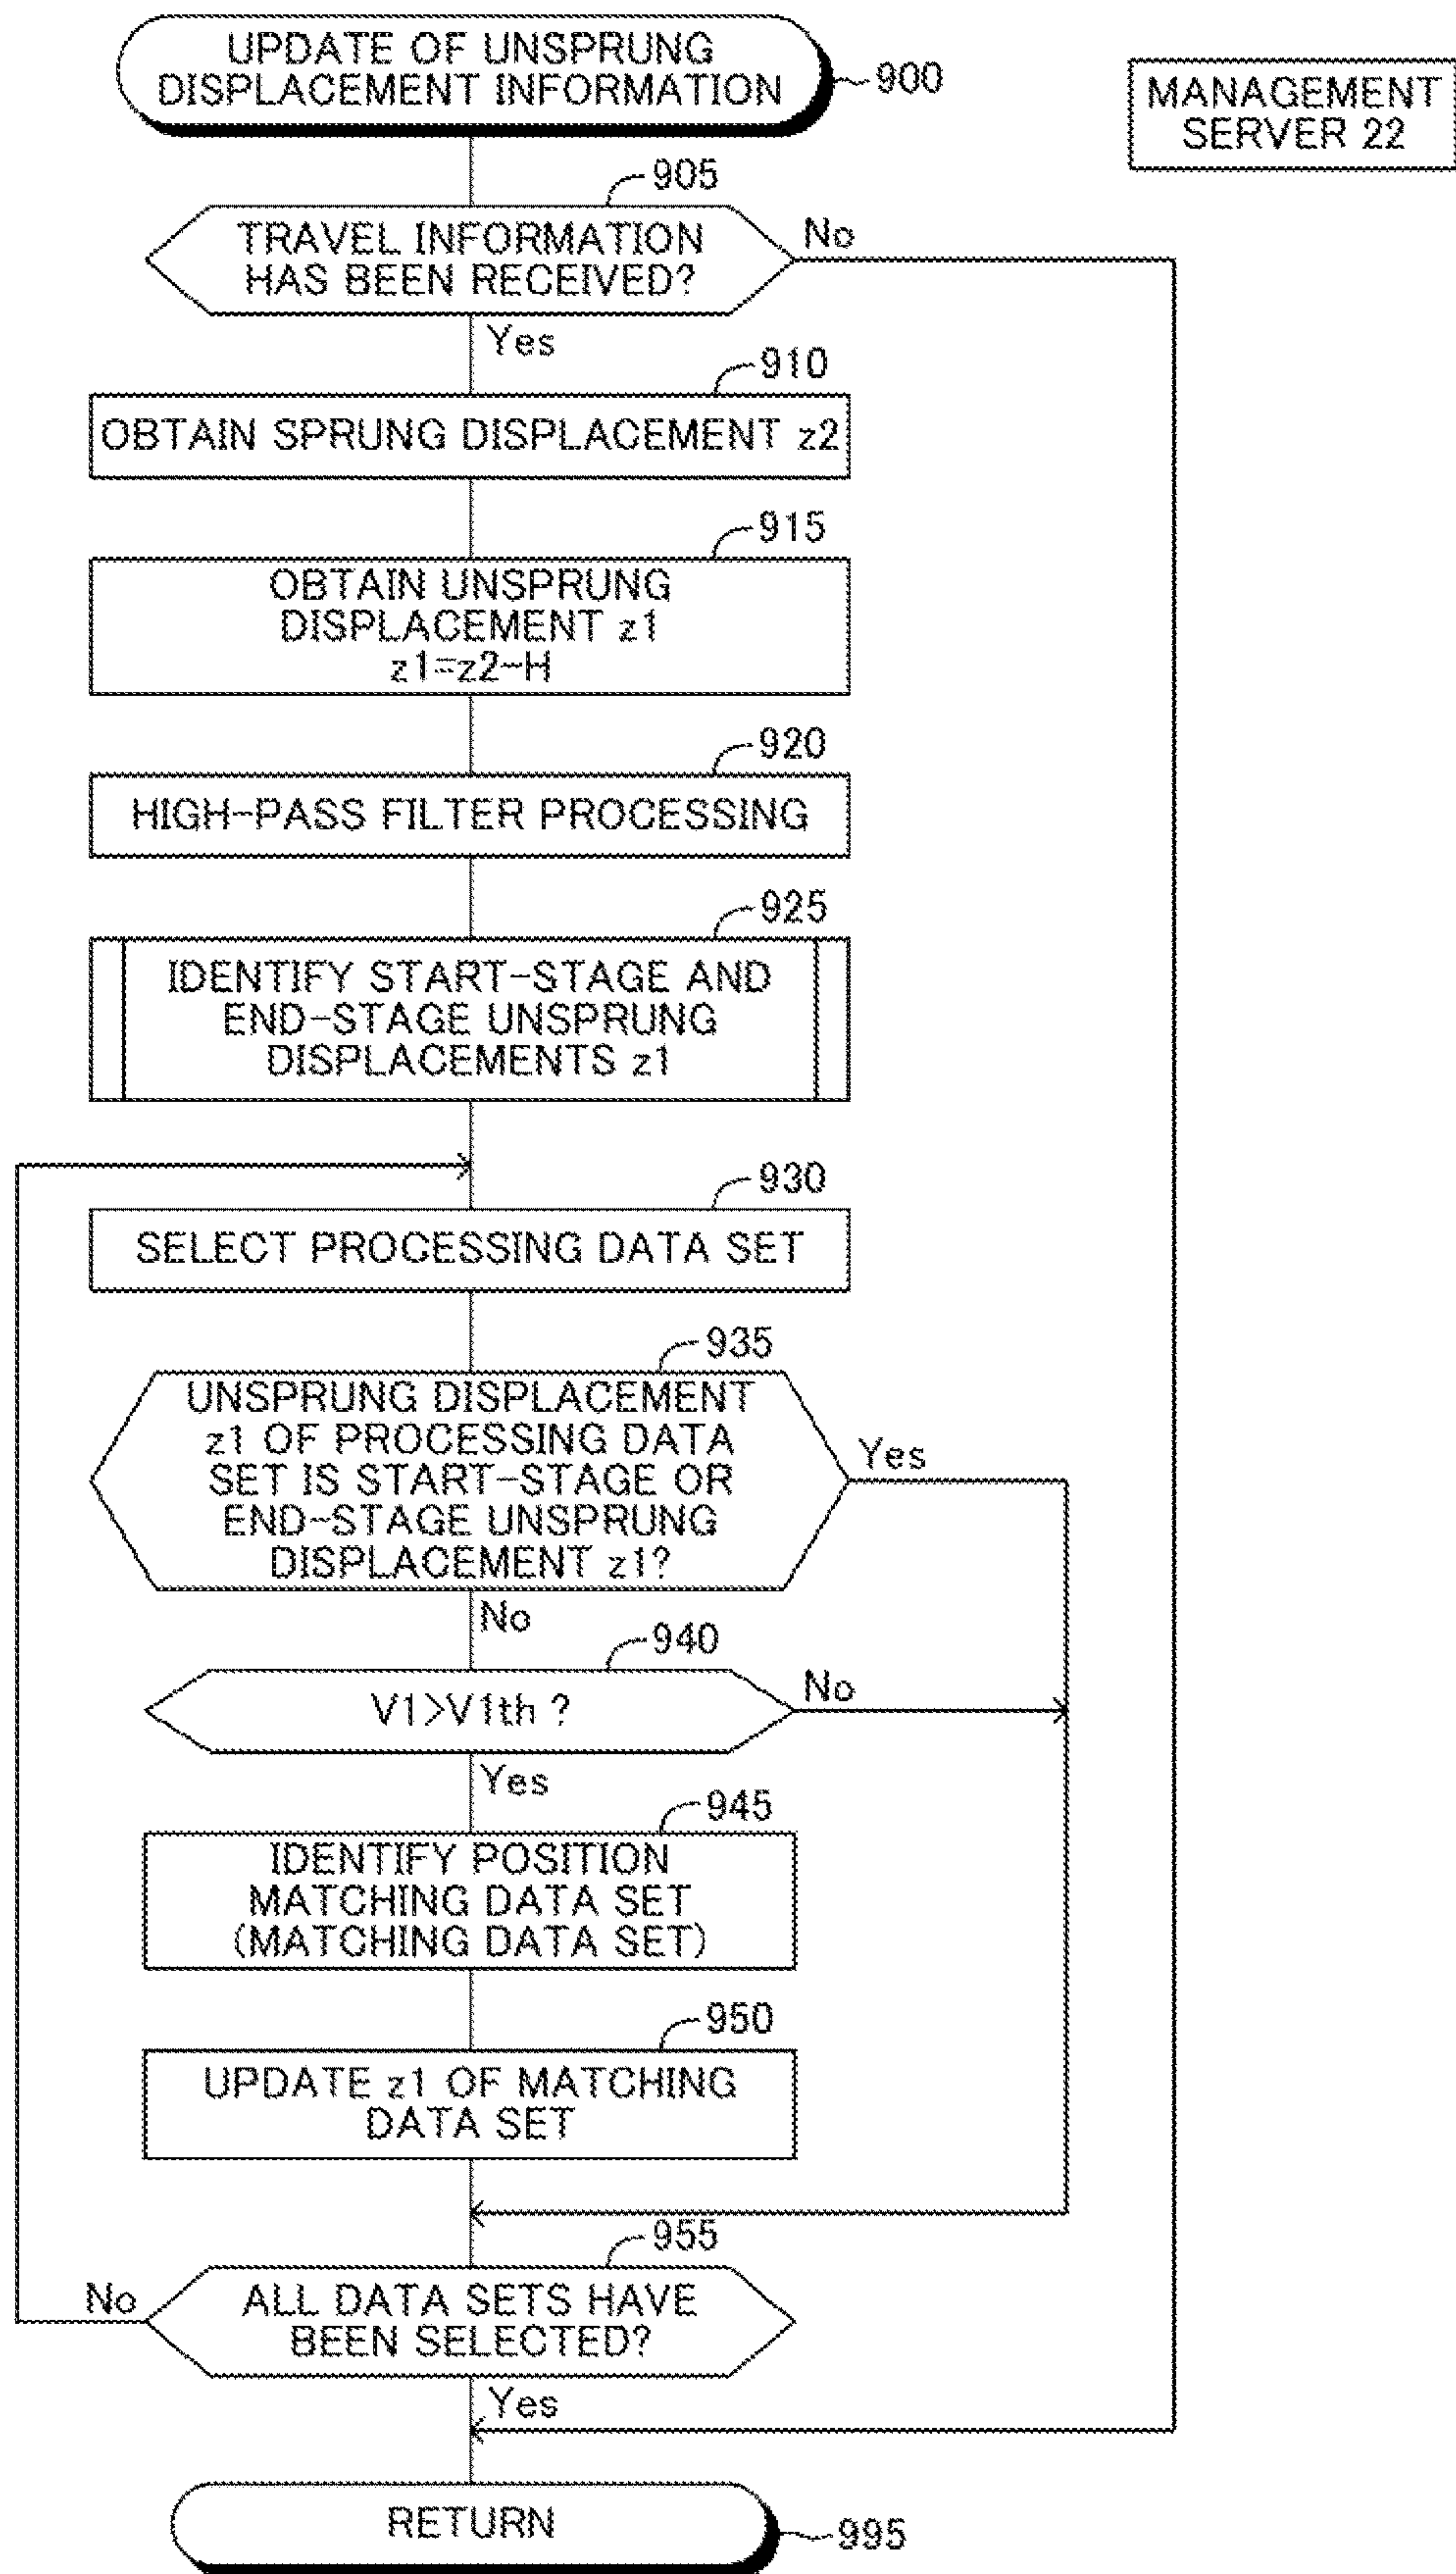 UPDATE OF UNSPRUNG
DISPLACEMENT INFORMATION
900
MANAGEMENT
SERVER 22
905
TRAVEL INFORMATION
HAS BEEN RECEIVED?
No
Yes
910
OBTAIN SPRUNG DISPLACEMENT z2
915
OBTAIN UNSPRUNG
DISPLACEMENT z1
z1=z2-H
920
HIGH-PASS FILTER PROCESSING
925
IDENTIFY START-STAGE AND
END-STAGE UNSPRUNG
DISPLACEMENTS z1
930
SELECT PROCESSING DATA SET
935
UNSPRUNG DISPLACEMENT
z1 OF PROCESSING DATA
SET IS START-STAGE OR
END-STAGE UNSPRUNG
DISPLACEMENT z1?
Yes
No
940
V1>V1th ?
No
Yes
945
IDENTIFY POSITION
MATCHING DATA SET
(MATCHING DATA SET)
950
UPDATE z1 OF MATCHING
DATA SET
955
ALL DATA SETS HAVE
BEEN SELECTED?
No
Yes
RETURN
995